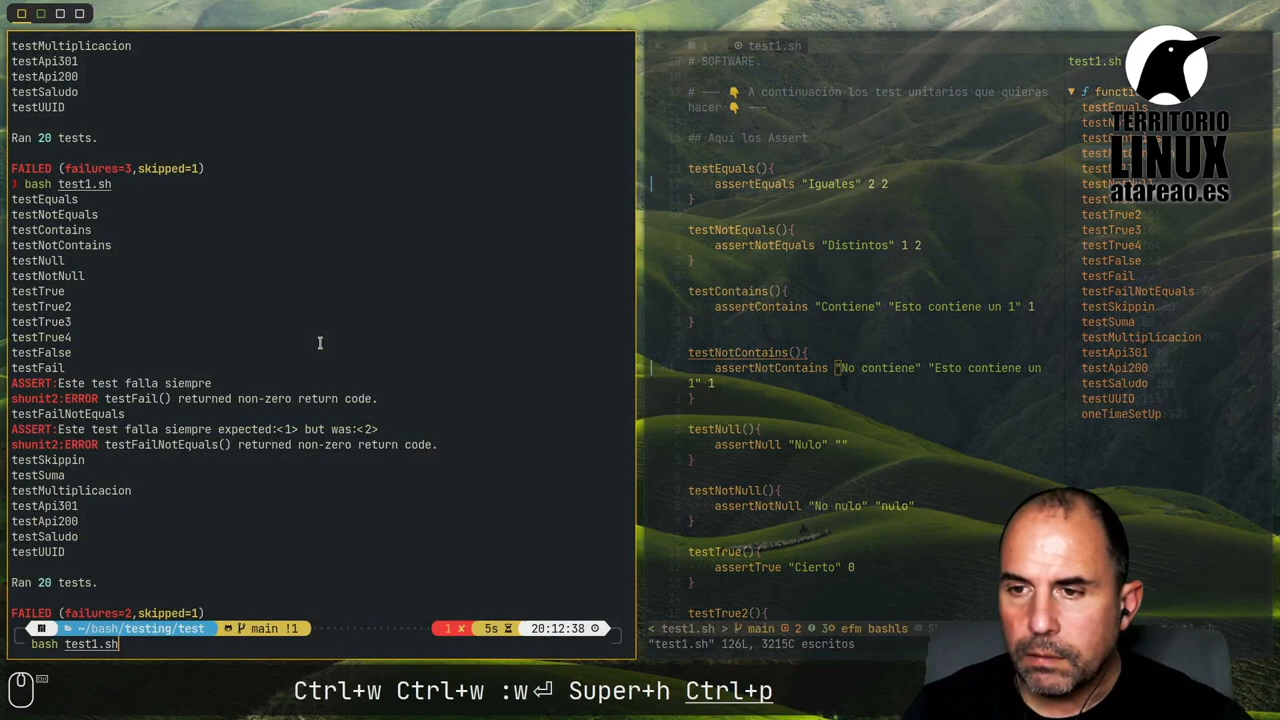 testMultiplicacion
testApi301
testApi200
testSaludo
testUUID
Ran 20 tests.
FAILED (failures=3,skipped=1)
) bash test1.sh
testEquals
testNotEquals
testContains
testNotContains
testNull
testNotNull
testTrue
testTrue2
testTrue3
testTrue4
testFalse
testFail
ASSERT:Este test falla siempre
shunit2:ERROR testFail() returned non-zero return code.
testFailNotEquals
ASSERT:Este test falla siempre expected:<1> but was:<2>
shunit2:ERROR testFailNotEquals() returned non-zero return code.
testSkippin
testSuma
testMultiplicacion
testApi301
testApi200
testSaludo
testUUID
Ran 20 tests.
FAILED (failures=2,skipped=1)
~/bash/testing/test main !1 1 ✘ 5s 20:12:38
bash test1.sh
test1.sh
# SOFTWARE.
# --- 👇 A continuación los test unitarios que quieras
hacer 👇 ---
## Aquí los Assert
testEquals(){
assertEquals "Iguales" 2 2
}
testNotEquals(){
assertNotEquals "Distintos" 1 2
}
testContains(){
assertContains "Contiene" "Esto contiene un 1" 1
}
testNotContains(){
assertNotContains "No contiene" "Esto contiene un
1" 1
}
testNull(){
assertNull "Nulo" ""
}
testNotNull(){
assertNotNull "No nulo" "nulo"
}
testTrue(){
assertTrue "Cierto" 0
}
testTrue2(){
< test1.sh > main 2 3 efm bashls
"test1.sh" 126L, 3215C escritos
test1.sh
▼ ƒ functi
testEquals
testTrue2
testTrue3
testTrue4
testFalse
testFail
testFailNotEquals
testSkippin
testSuma
testMultiplicacion
testApi301
testApi200
testSaludo
testUUID
oneTimeSetUp
TERRITORIO
LINUX
atareao.es
Ctrl+w Ctrl+w :w⏎ Super+h Ctrl+p